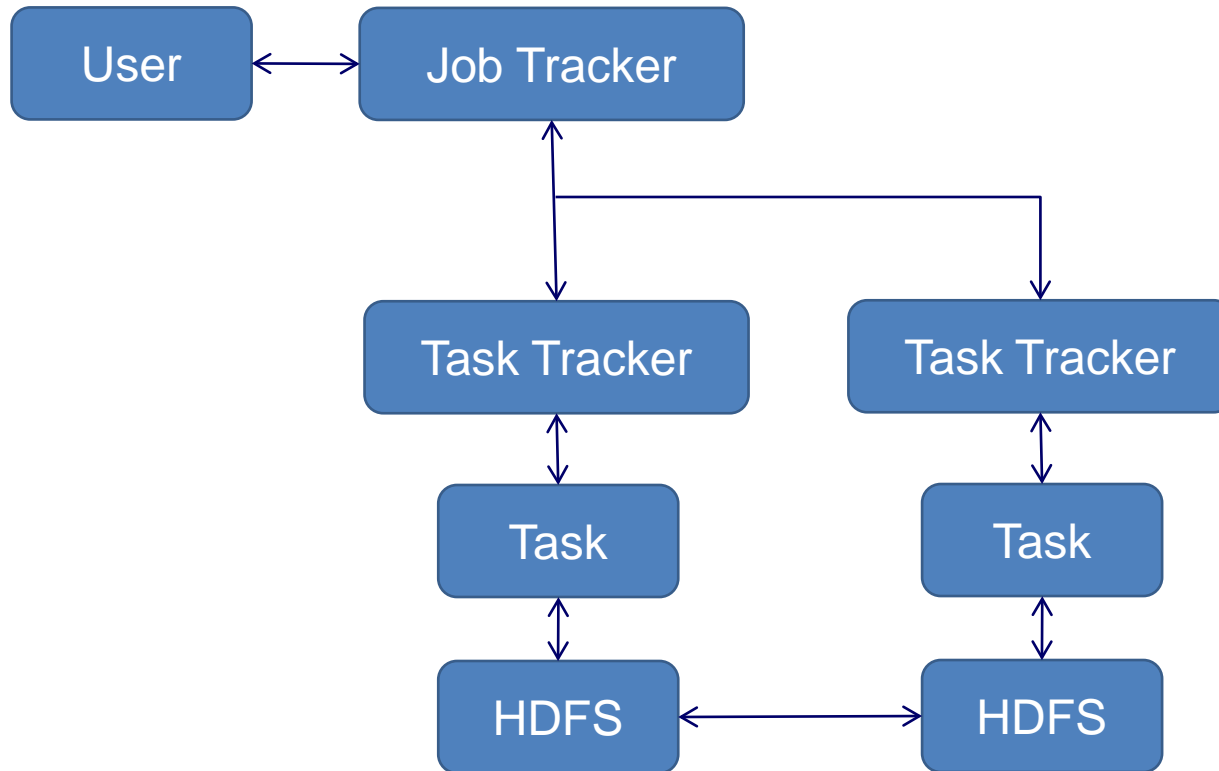 User
Job Tracker
Task Tracker
Task Tracker
Task
Task
HDFS
HDFS